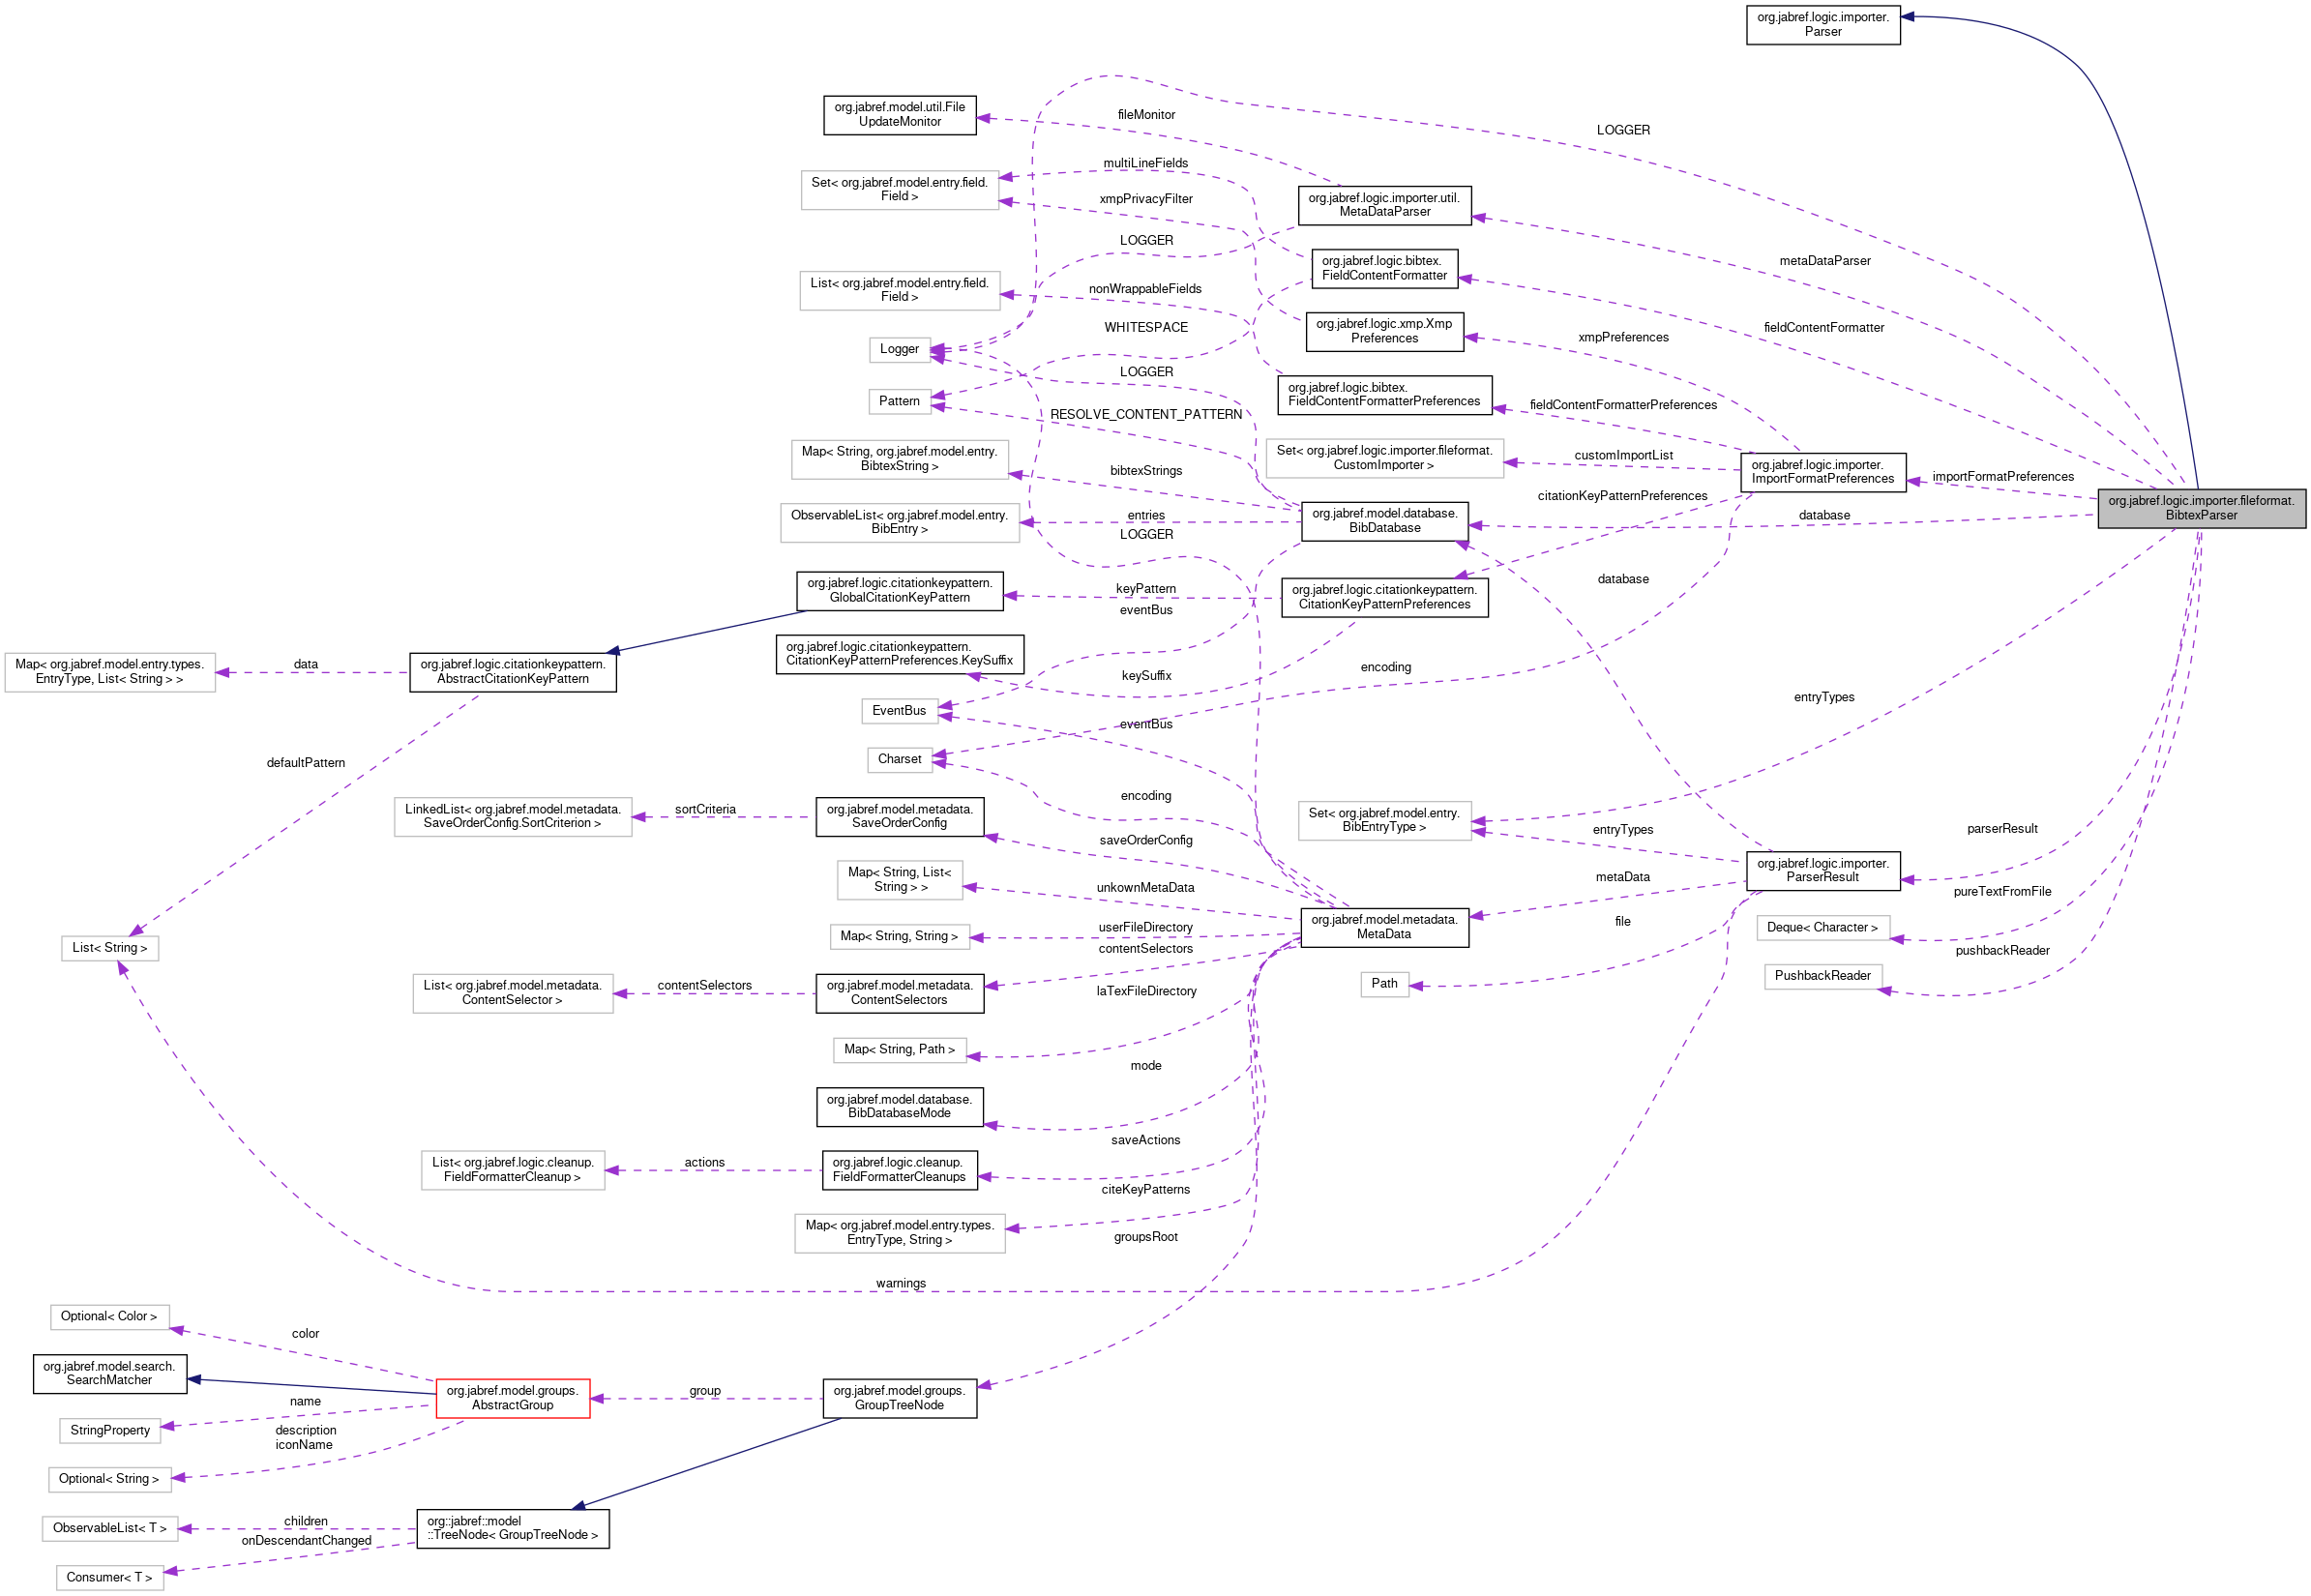 org.jabref.logic.importer.
Parser
org.jabref.model.util.File
UpdateMonitor
fileMonitor
LOGGER
multiLineFields
Set< org.jabref.model.entry.field.
Field >
xmpPrivacyFilter
org.jabref.logic.importer.util.
MetaDataParser
LOGGER
metaDataParser
org.jabref.logic.bibtex.
FieldContentFormatter
List< org.jabref.model.entry.field.
Field >
nonWrappableFields
WHITESPACE
org.jabref.logic.xmp.Xmp
Preferences
fieldContentFormatter
xmpPreferences
Logger
LOGGER
org.jabref.logic.bibtex.
FieldContentFormatterPreferences
fieldContentFormatterPreferences
Pattern
RESOLVE_CONTENT_PATTERN
Map< String, org.jabref.model.entry.
BibtexString >
bibtexStrings
Set< org.jabref.logic.importer.fileformat.
CustomImporter >
customImportList
org.jabref.logic.importer.
ImportFormatPreferences
importFormatPreferences
citationKeyPatternPreferences
org.jabref.logic.importer.fileformat.
BibtexParser
ObservableList< org.jabref.model.entry.
BibEntry >
entries
LOGGER
org.jabref.model.database.
BibDatabase
database
org.jabref.logic.citationkeypattern.
GlobalCitationKeyPattern
keyPattern
eventBus
org.jabref.logic.citationkeypattern.
CitationKeyPatternPreferences
database
Map< org.jabref.model.entry.types.
EntryType, List< String > >
data
org.jabref.logic.citationkeypattern.
AbstractCitationKeyPattern
org.jabref.logic.citationkeypattern.
CitationKeyPatternPreferences.KeySuffix
keySuffix
encoding
EventBus
eventBus
entryTypes
Charset
defaultPattern
encoding
LinkedList< org.jabref.model.metadata.
SaveOrderConfig.SortCriterion >
sortCriteria
org.jabref.model.metadata.
SaveOrderConfig
saveOrderConfig
Set< org.jabref.model.entry.
BibEntryType >
entryTypes
parserResult
Map< String, List<
String > >
unkownMetaData
metaData
org.jabref.logic.importer.
ParserResult
pureTextFromFile
List< String >
Map< String, String >
userFileDirectory
org.jabref.model.metadata.
MetaData
file
Deque< Character >
contentSelectors
pushbackReader
List< org.jabref.model.metadata.
ContentSelector >
contentSelectors
org.jabref.model.metadata.
ContentSelectors
laTexFileDirectory
Path
PushbackReader
Map< String, Path >
mode
org.jabref.model.database.
BibDatabaseMode
saveActions
List< org.jabref.logic.cleanup.
FieldFormatterCleanup >
actions
org.jabref.logic.cleanup.
FieldFormatterCleanups
citeKeyPatterns
Map< org.jabref.model.entry.types.
EntryType, String >
groupsRoot
warnings
Optional< Color >
color
org.jabref.model.search.
SearchMatcher
org.jabref.model.groups.
AbstractGroup
group
org.jabref.model.groups.
GroupTreeNode
name
StringProperty
description
iconName
Optional< String >
ObservableList< T >
children
org::jabref::model
::TreeNode< GroupTreeNode >
onDescendantChanged
Consumer< T >